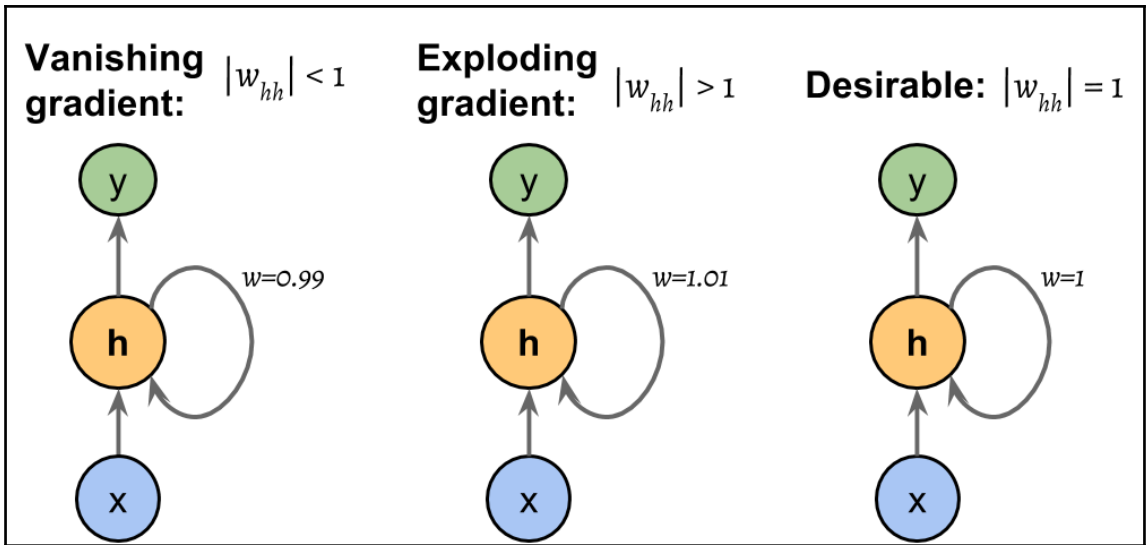 Vanishing gradient: |w_hh| < 1
Exploding gradient: |w_hh| > 1
Desirable: |w_hh| = 1
y
y
y
w=0.99
w=1.01
w=1
h
h
h
x
x
x